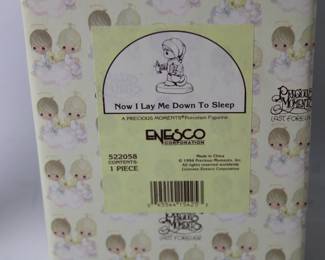 Now I Lay Me Down To Sleep
A PRECIOUS MOMENTS® Porcelain Figurine
ENESCO
CORPORATION
522058
CONTENTS:
1 PIECE
Made in China
© 1994 Precious Moments, Inc.
All rights reserved worldwide
Licensee Enesco Corporation
PRECIOUS
MOMENTS
LAST FOREVER
PRECIOUS
MOMENTS
LAST FOREVER